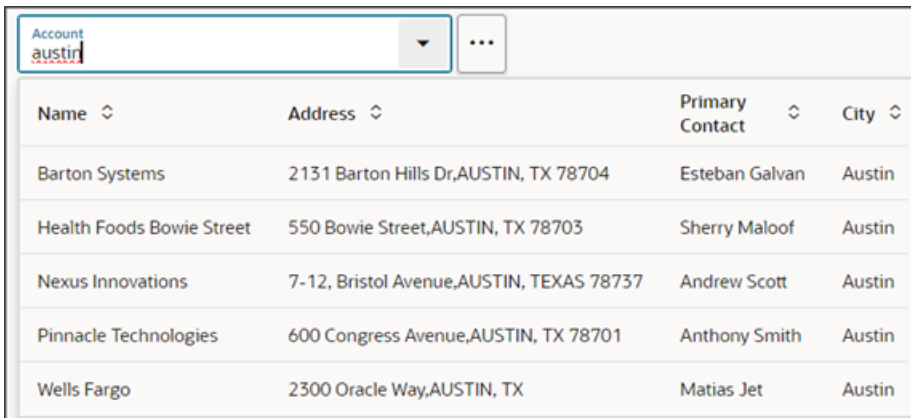 Account
austin
...
Name Address Primary Contact City
Barton Systems 2131 Barton Hills Dr,AUSTIN, TX 78704 Esteban Galvan Austin
Health Foods Bowie Street 550 Bowie Street,AUSTIN, TX 78703 Sherry Maloof Austin
Nexus Innovations 7-12, Bristol Avenue,AUSTIN, TEXAS 78737 Andrew Scott Austin
Pinnacle Technologies 600 Congress Avenue,AUSTIN, TX 78701 Anthony Smith Austin
Wells Fargo 2300 Oracle Way,AUSTIN, TX Matias Jet Austin